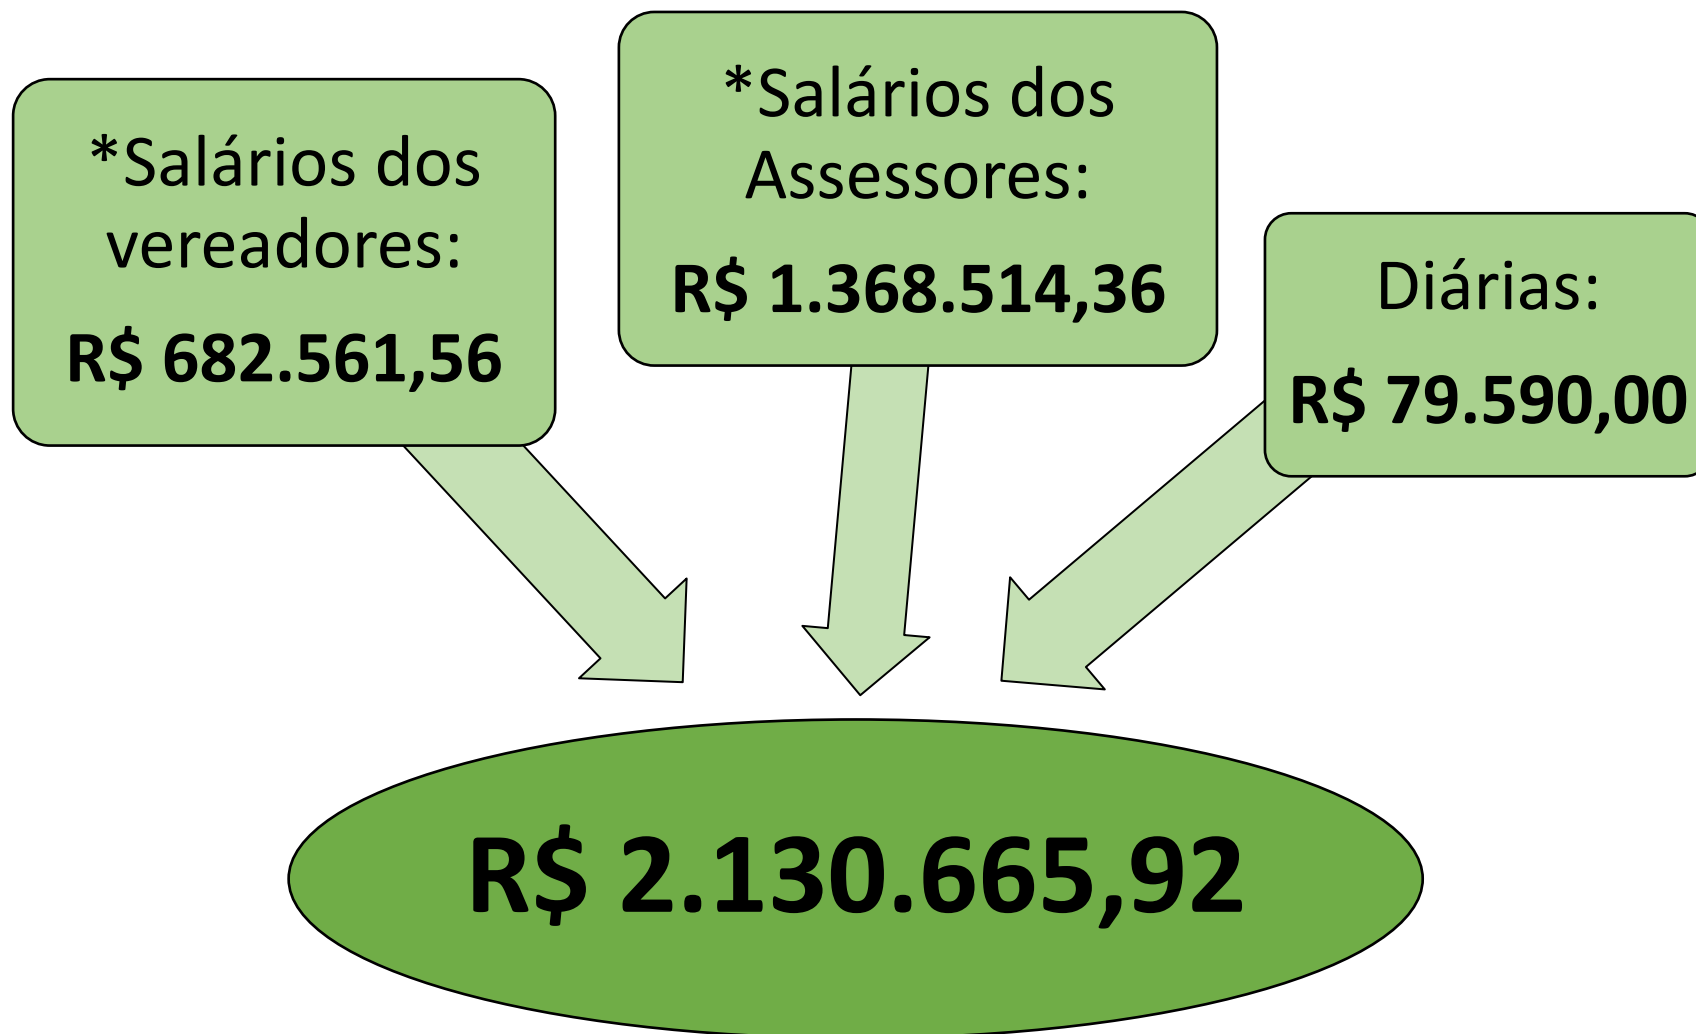 *Salários dos
vereadores:
R$ 682.561,56
*Salários dos
Assessores:
R$ 1.368.514,36
Diárias:
R$ 79.590,00
R$ 2.130.665,92